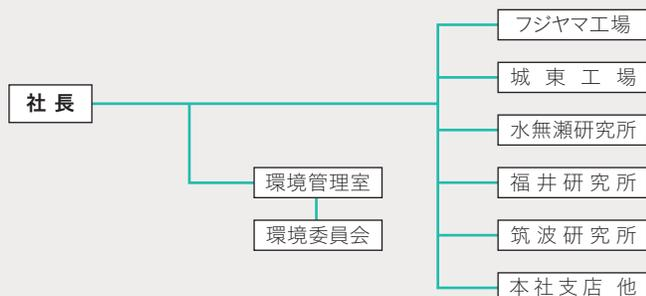 社長
環境管理室
環境委員会
フジヤマ工場
城東工場
水無瀬研究所
福井研究所
筑波研究所
本社支店 他